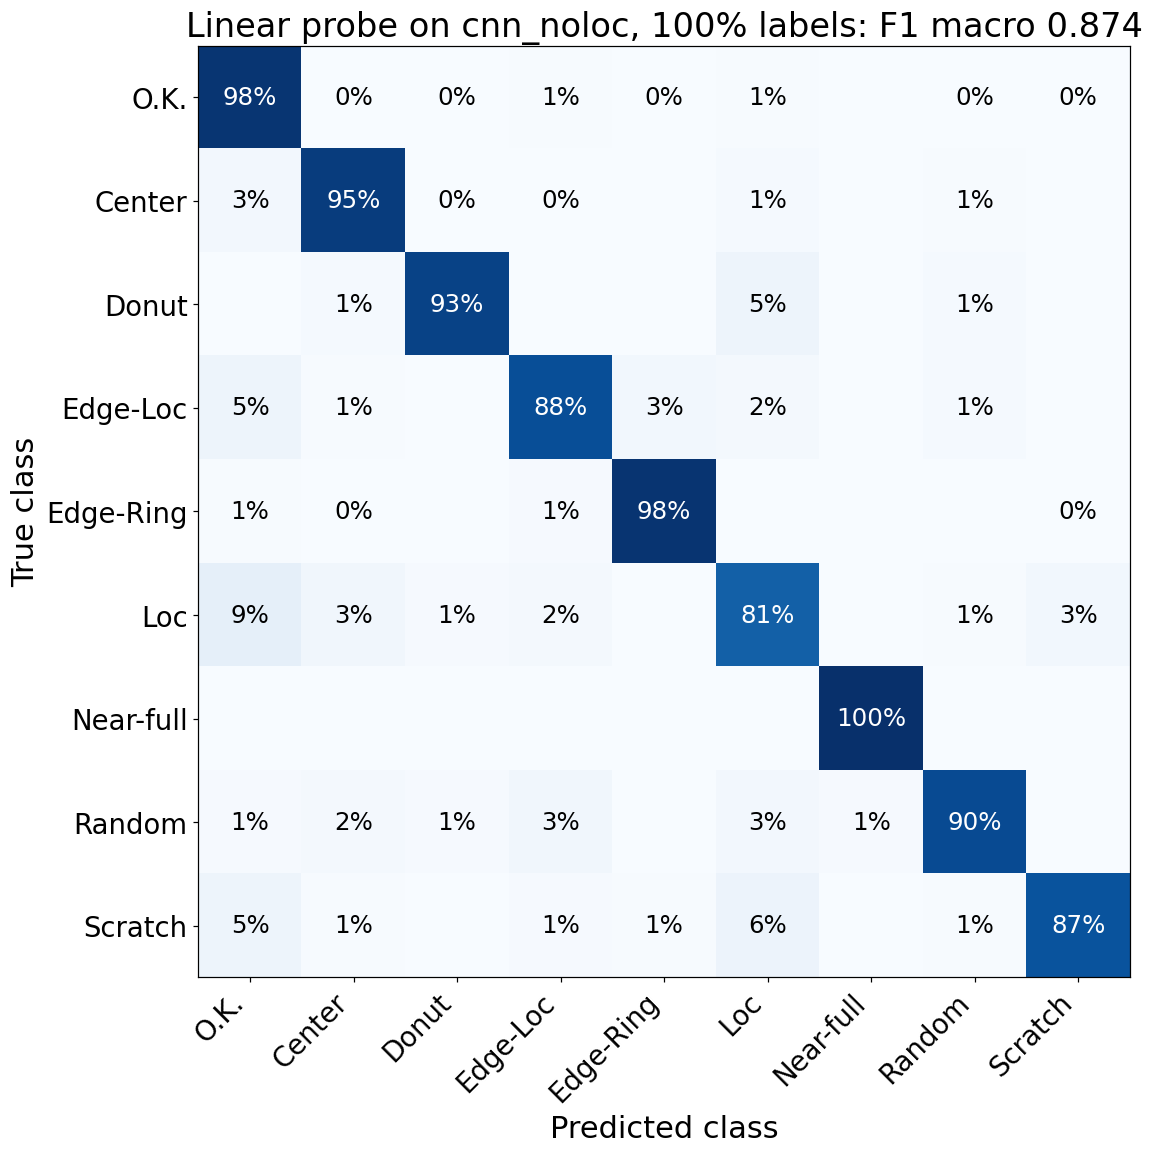 Linear probe on cnn_noloc, 100% labels: F1 macro 0.874
O.K. 98% 0% 0% 1% 0% 1% 0% 0%
Center 3% 95% 0% 0% 1% 1%
Donut 1% 93% 5% 1%
Edge-Loc 5% 1% 88% 3% 2% 1%
Edge-Ring 1% 0% 1% 98% 0%
Loc 9% 3% 1% 2% 81% 1% 3%
Near-full 100%
Random 1% 2% 1% 3% 3% 1% 90%
Scratch 5% 1% 1% 1% 6% 1% 87%
True class
O.K. Center Donut Edge-Loc Edge-Ring Loc Near-full Random Scratch
Predicted class